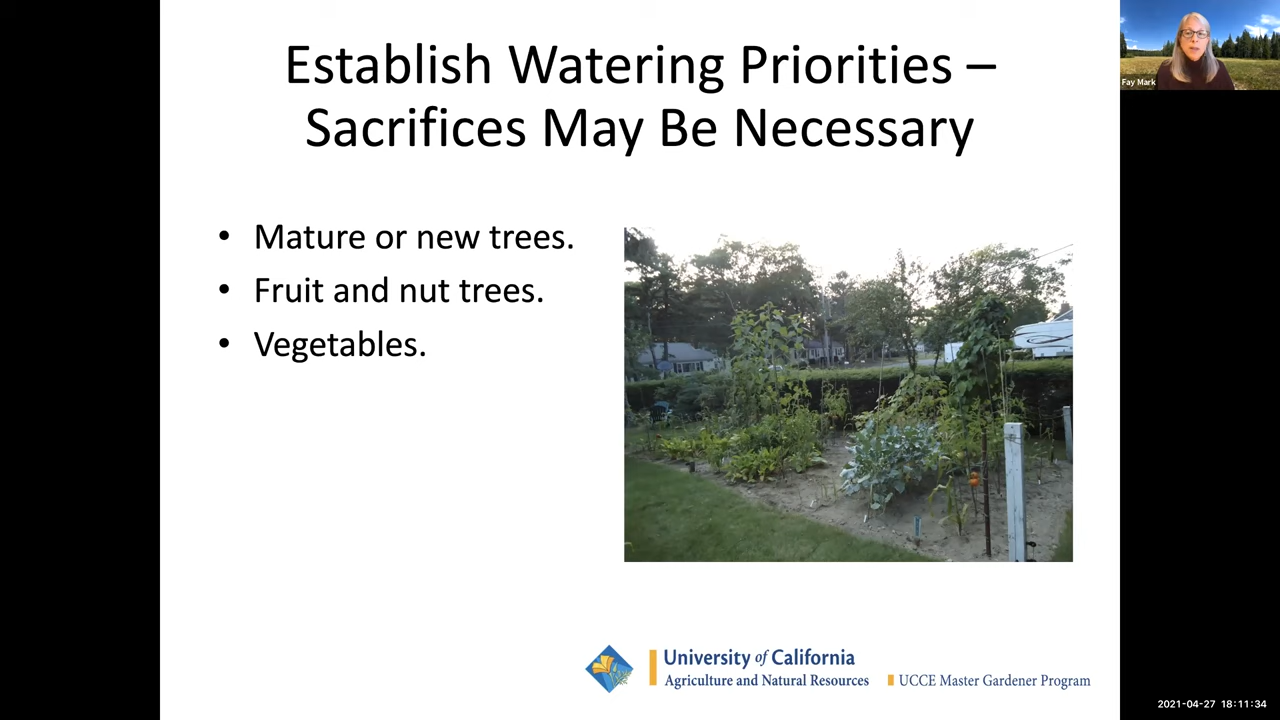 Establish Watering Priorities –
Sacrifices May Be Necessary
• Mature or new trees.
• Fruit and nut trees.
• Vegetables.
Fay Mark
University of California
Agriculture and Natural Resources
UCCE Master Gardener Program
2021-04-27 18:11:34